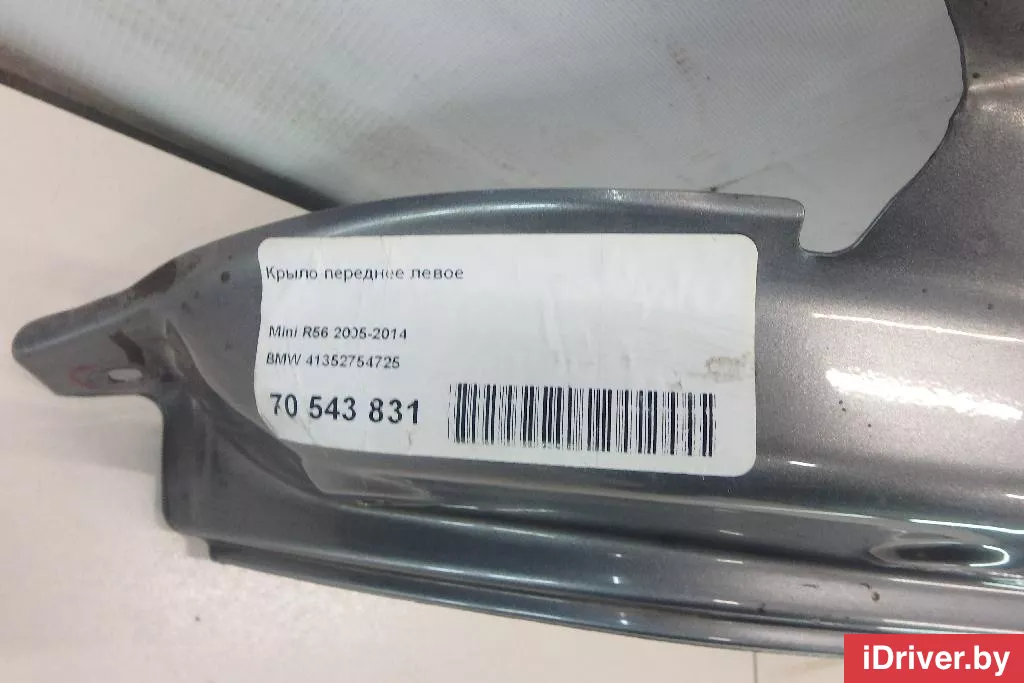 Крыло переднее левое
Mini R56 2005-2014
BMW 41352754725
70 543 831
iDriver.by